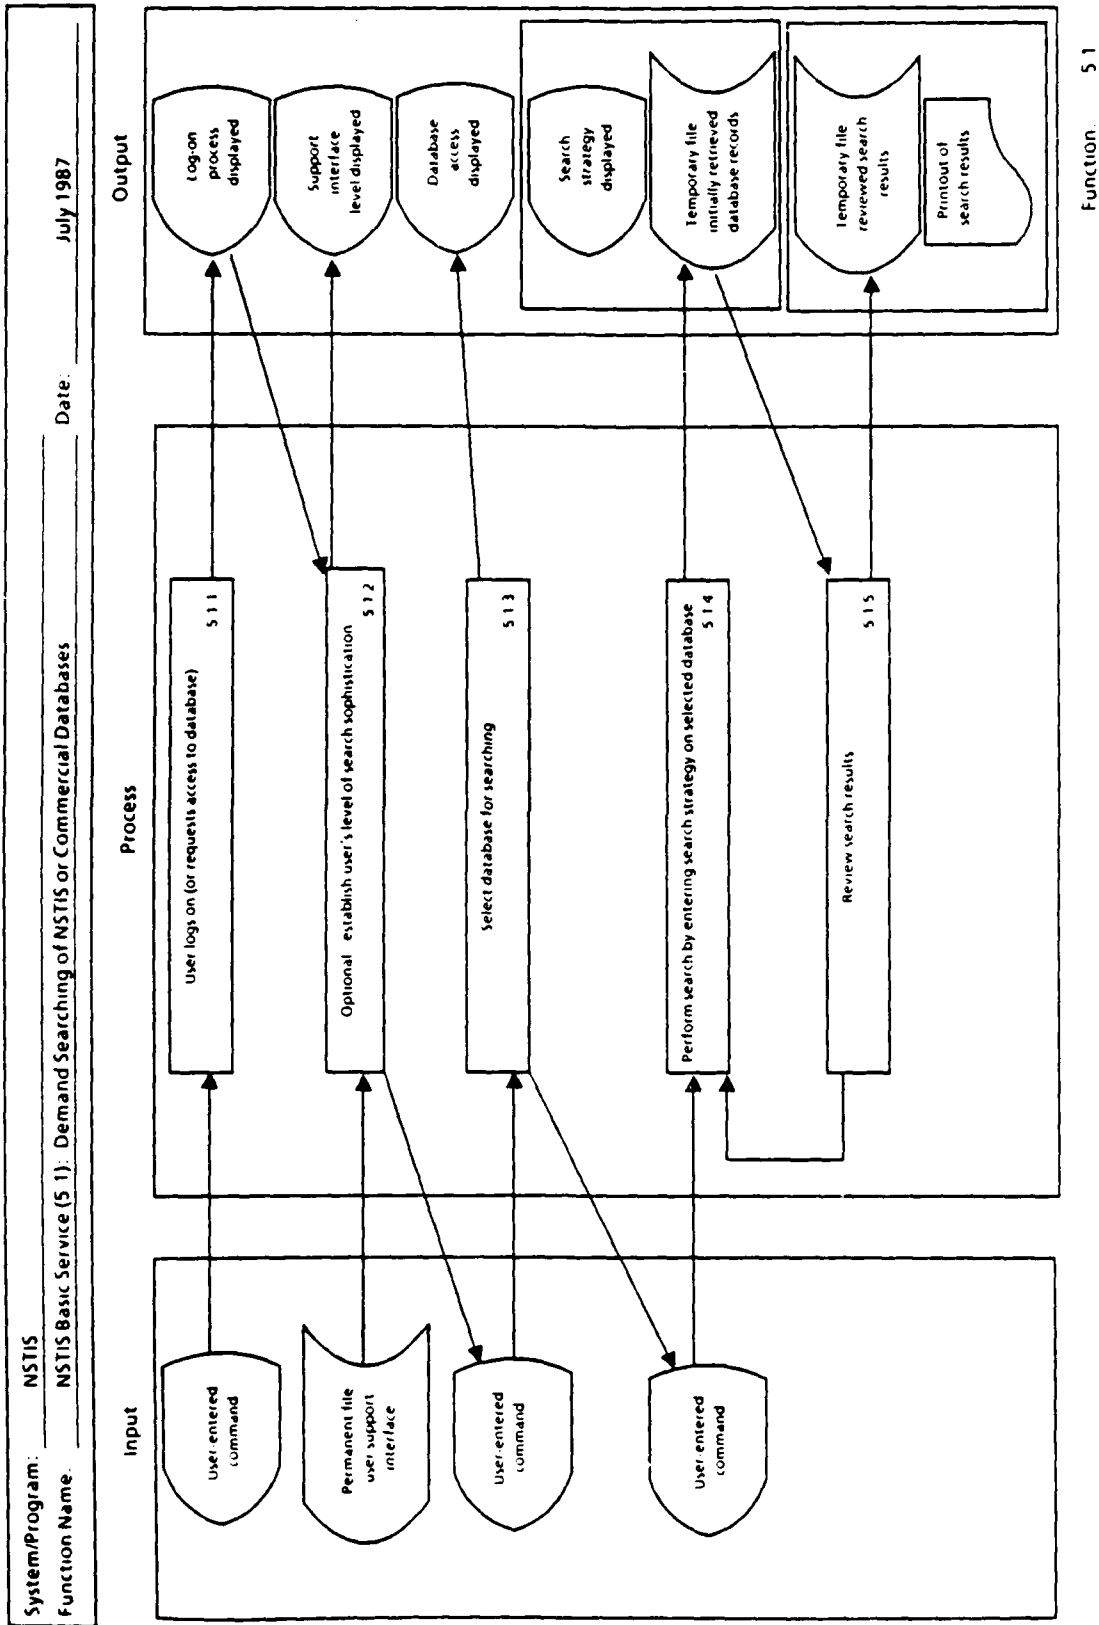 System/Program: NSTIS
Function Name. NSTIS Basic Service (5 1): Demand Searching of NSTIS or Commercial Databases Date: July 1987
Input
Process
Output
User-entered
command
Permanent file
user support
interface
User-entered
command
User-entered
command
User logs on (or requests access to database)
5 1 1
Optional establish user's level of search sophistication
5 1 2
Select database for searching
5 1 3
Perform search by entering search strategy on selected database
5 1 4
Review search results
5 1 5
Log-on
process
displayed
Support
interface
level displayed
Database
access
displayed
Search
strategy
displayed
Temporary file
initially retrieved
database records
Temporary file
reviewed search
results
Printout of
search results
Function. 5 1